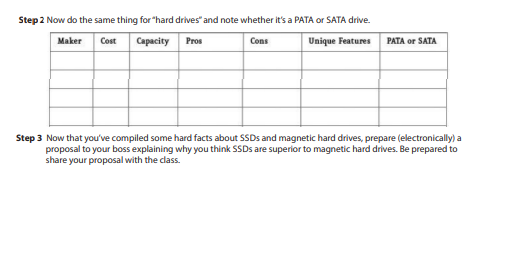 Step 2 Now do the same thing for "hard drives" and note whether it's a PATA or SATA drive.
Maker Cost Capacity Pros Cons Unique Features PATA or SATA
Step 3 Now that you've compiled some hard facts about SSDs and magnetic hard drives, prepare (electronically) a
proposal to your boss explaining why you think SSDs are superior to magnetic hard drives. Be prepared to
share your proposal with the class.